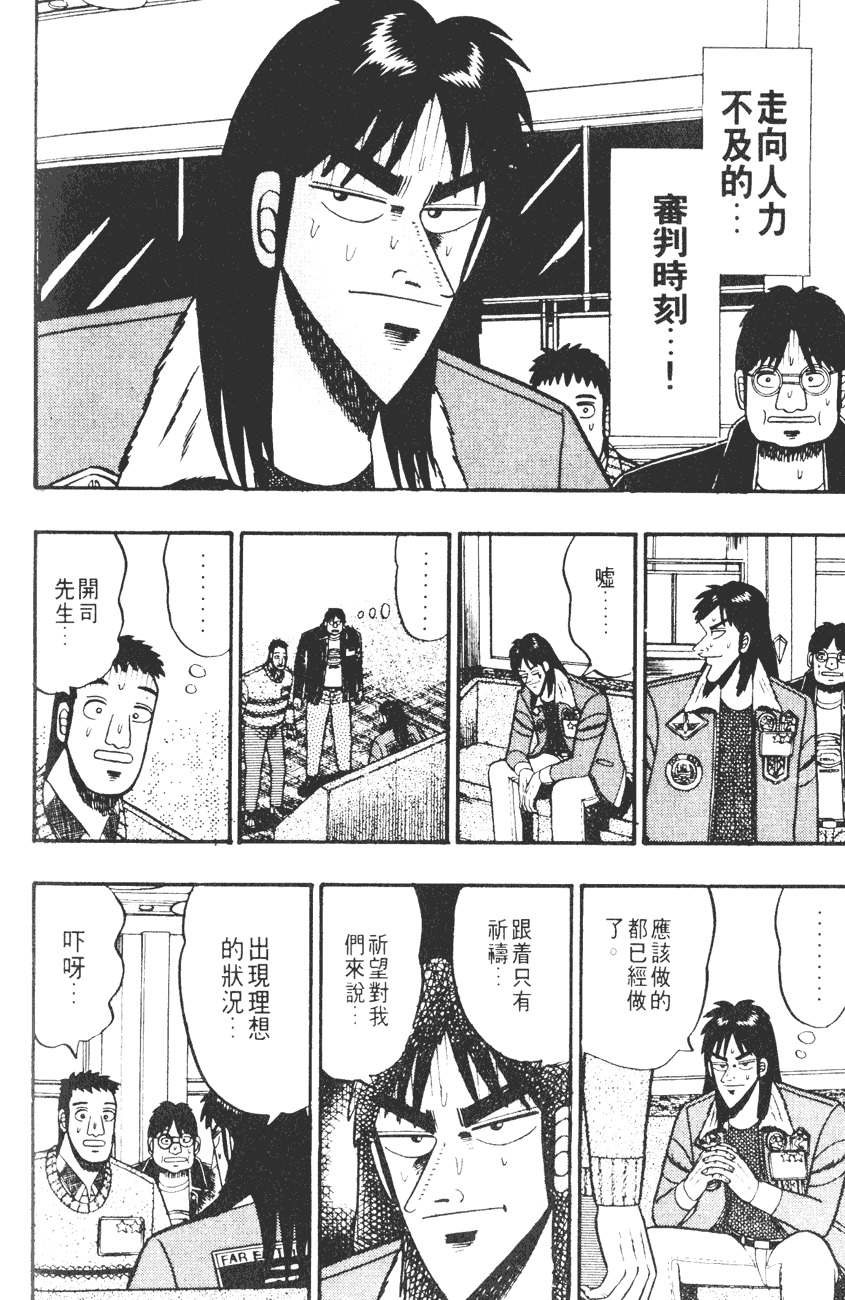 走向人力
不及的…
審判時刻…！
噓……
……
……
開司
先生…
……
應該做的
都已經做
了。
跟着只有
祈禱…
祈望對我
們來說…
出現理想
的狀況…
吓呀…
FAR E